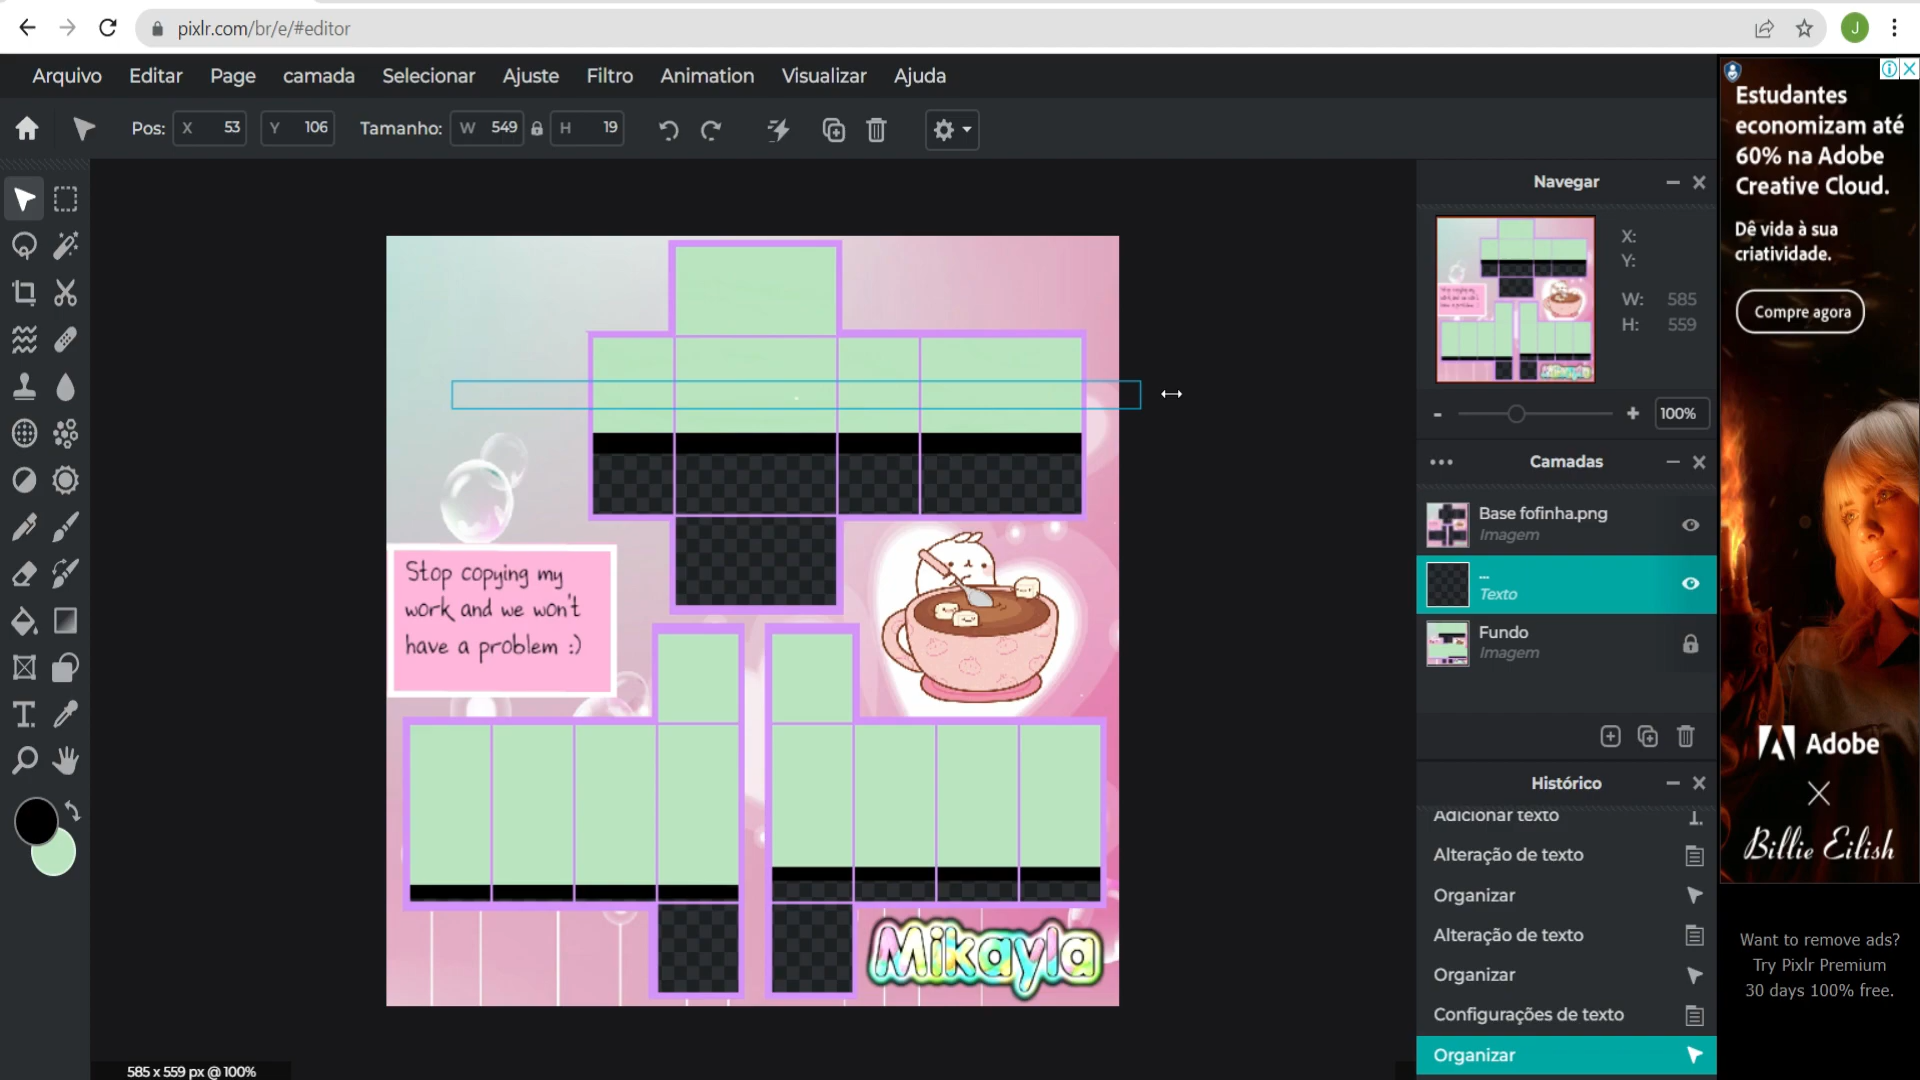 pixlr.com/br/e/#editor
J
Arquivo Editar Page camada Selecionar Ajuste Filtro Animation Visualizar Ajuda
Pos: X 53 Y 106 Tamanho: W 549 H 19
Navegar
X:
Y:
W: 585
H: 559
- + 100%
Camadas
Base fofinha.png
Imagem
...
Texto
Fundo
Imagem
Histórico
Adicionar texto
Alteração de texto
Organizar
Alteração de texto
Organizar
Configurações de texto
Organizar
Stop copying my
work and we won't
have a problem :)
Mikayla
585 x 559 px @ 100%
Estudantes
economizam até
60% na Adobe
Creative Cloud.
Dê vida à sua
criatividade.
Compre agora
Adobe
X
Billie Eilish
Want to remove ads?
Try Pixlr Premium
30 days 100% free.